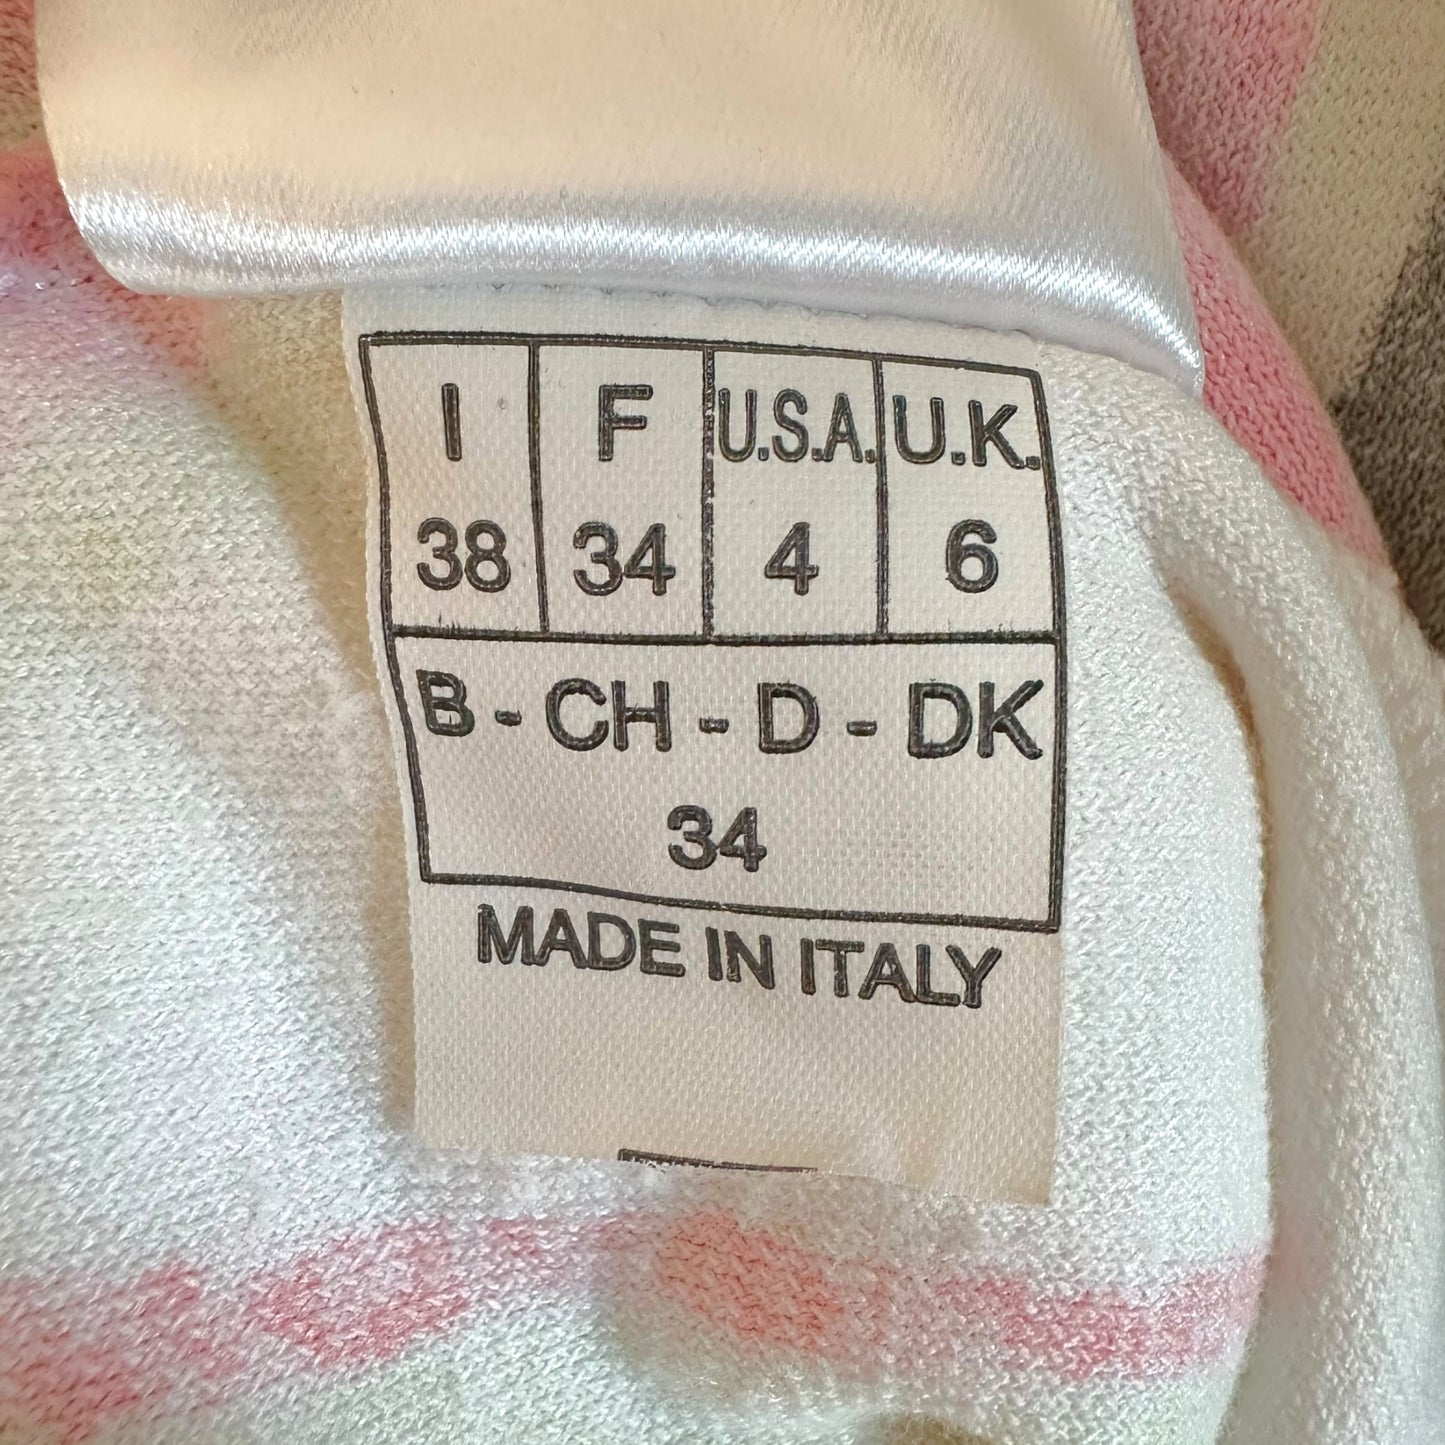 I F U.S.A. U.K.
38 34 4 6
B - CH - D - DK
34
MADE IN ITALY